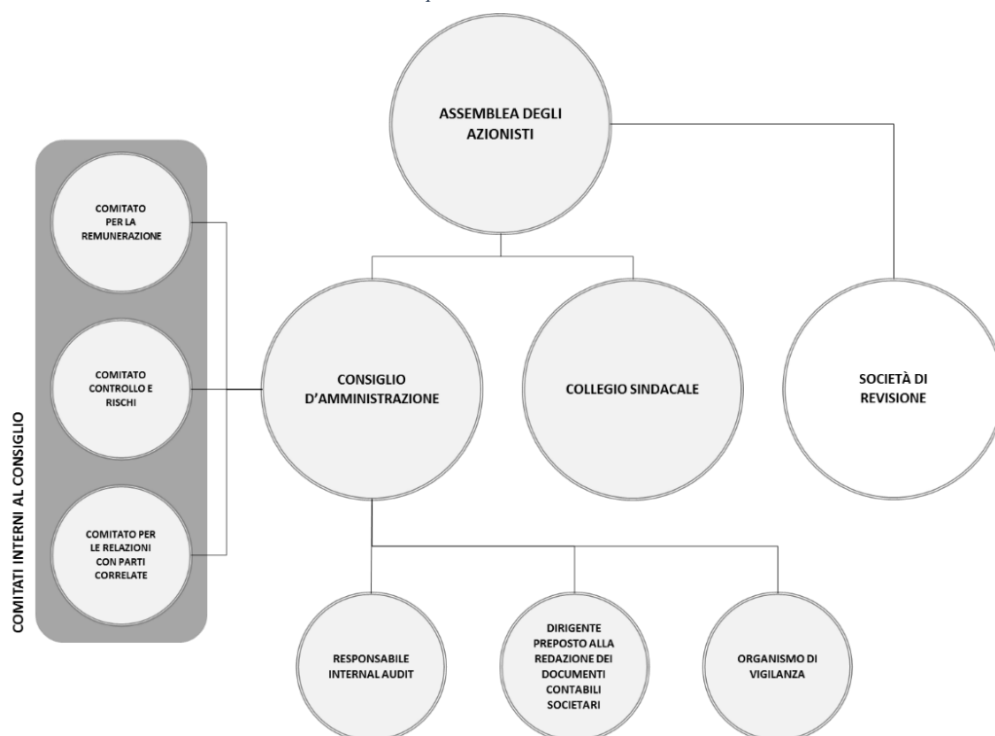 ASSEMBLEA DEGLI
AZIONISTI
COMITATI INTERNI AL CONSIGLIO
COMITATO
PER LA
REMUNERAZIONE
COMITATO
CONTROLLO E
RISCHI
COMITATO PER
LE RELAZIONI
CON PARTI
CORRELATE
CONSIGLIO
D’AMMINISTRAZIONE
COLLEGIO SINDACALE
SOCIETÀ DI
REVISIONE
RESPONSABILE
INTERNAL AUDIT
DIRIGENTE
PREPOSTO ALLA
REDAZIONE DEI
DOCUMENTI
CONTABILI
SOCIETARI
ORGANISMO DI
VIGILANZA